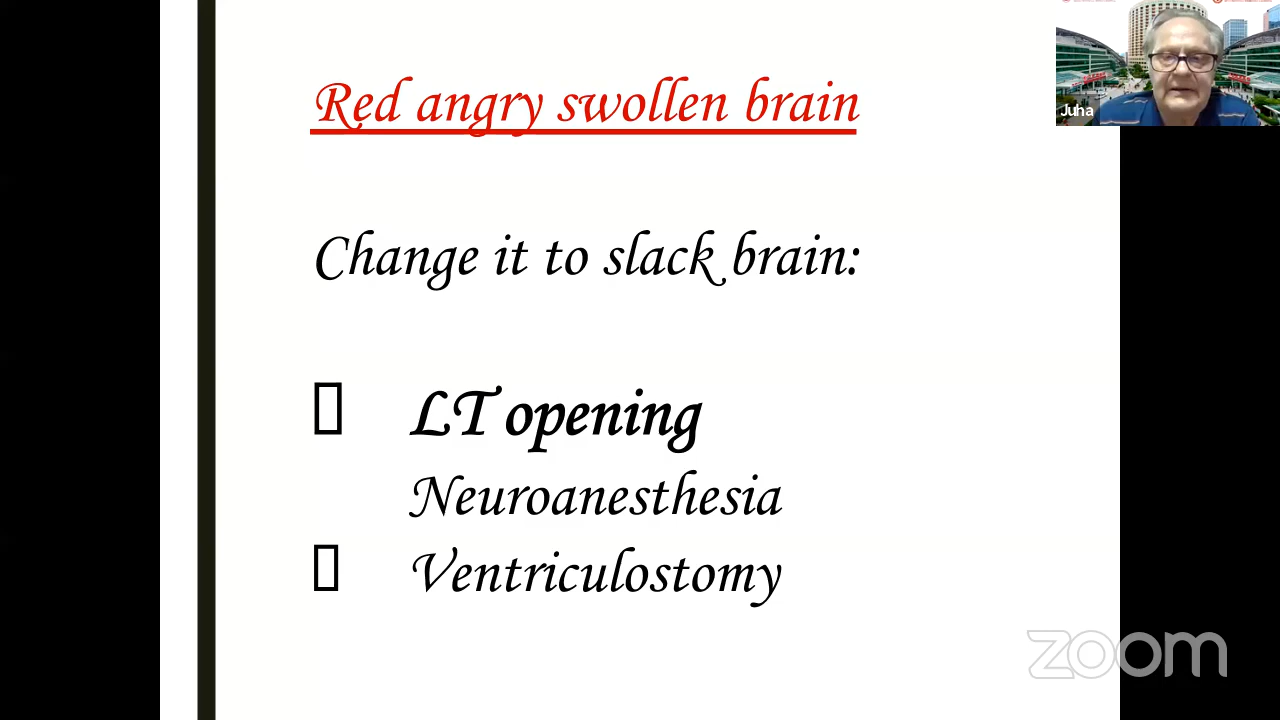 Red angry swollen brain
Change it to slack brain:
LT opening
Neuroanesthesia
Ventriculostomy
Juha
zoom